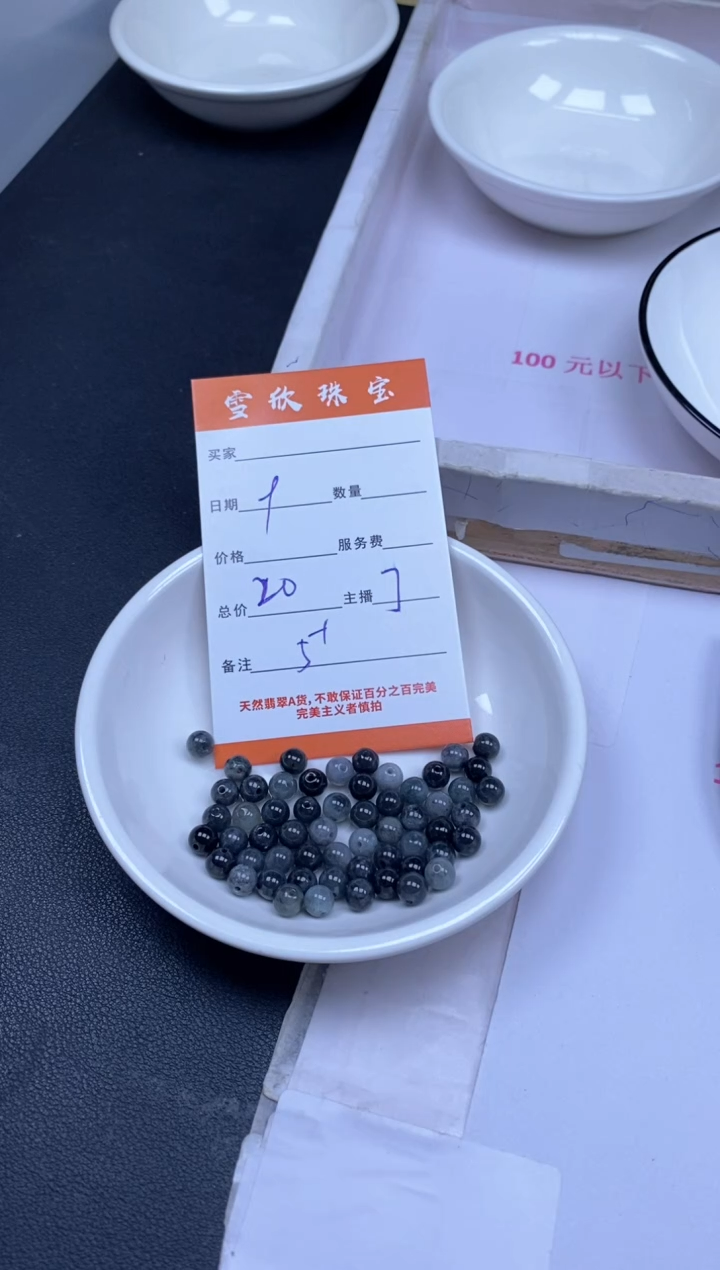 100 元以下
雪欣珠宝
买家
日期 数量
价格 服务费
总价 20 主播
备注 5
天然翡翠A货,不敢保证百分之百完美
完美主义者慎拍